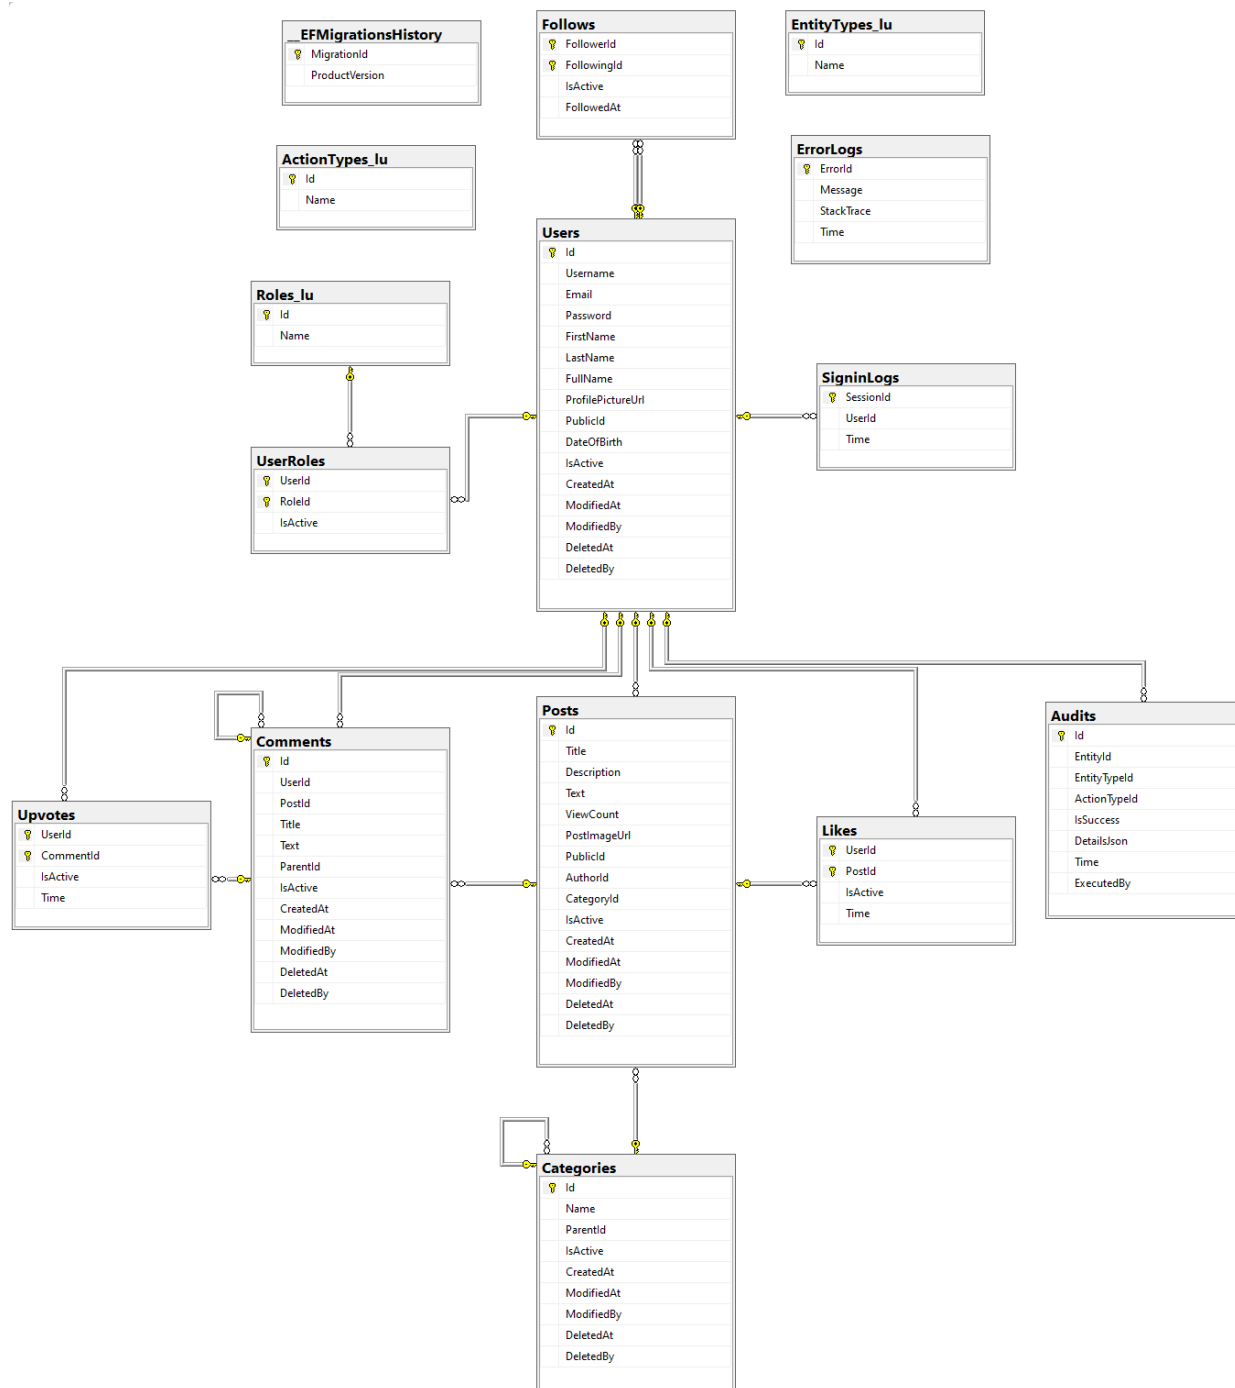 __EFMigrationsHistory
MigrationId
ProductVersion
Follows
FollowerId
FollowingId
IsActive
FollowedAt
EntityTypes_lu
Id
Name
ActionTypes_lu
Id
Name
ErrorLogs
ErrorId
Message
StackTrace
Time
Users
Id
Username
Email
Password
FirstName
LastName
FullName
ProfilePictureUrl
PublicId
DateOfBirth
IsActive
CreatedAt
ModifiedAt
ModifiedBy
DeletedAt
DeletedBy
Roles_lu
Id
Name
SigninLogs
SessionId
UserId
Time
UserRoles
UserId
RoleId
IsActive
Posts
Id
Title
Description
Text
ViewCount
PostImageUrl
PublicId
AuthorId
CategoryId
IsActive
CreatedAt
ModifiedAt
ModifiedBy
DeletedAt
DeletedBy
Audits
Id
EntityId
EntityTypeId
ActionTypeId
IsSuccess
DetailsJson
Time
ExecutedBy
Comments
Id
UserId
PostId
Title
Text
ParentId
IsActive
CreatedAt
ModifiedAt
ModifiedBy
DeletedAt
DeletedBy
Upvotes
UserId
CommentId
IsActive
Time
Likes
UserId
PostId
IsActive
Time
Categories
Id
Name
ParentId
IsActive
CreatedAt
ModifiedAt
ModifiedBy
DeletedAt
DeletedBy